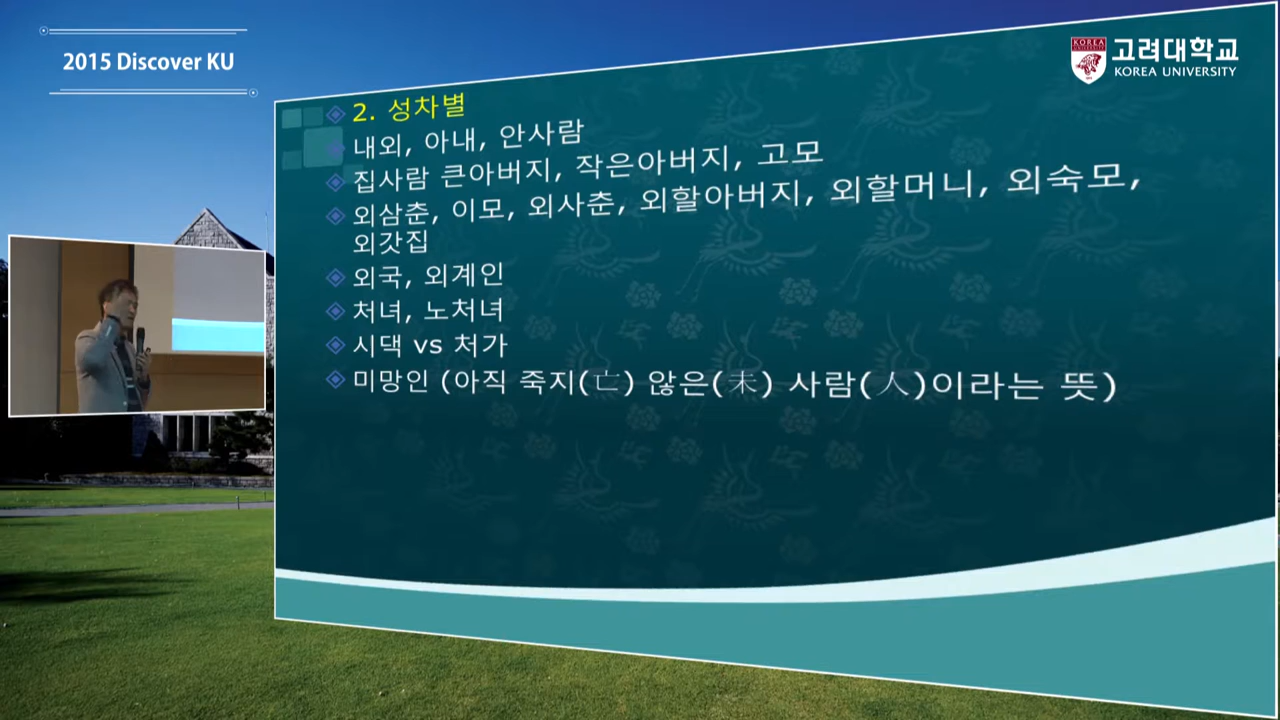 2015 Discover KU
KOREA
고려대학교
KOREA UNIVERSITY
2. 성차별
내외, 아내, 안사람
집사람 큰아버지, 작은아버지, 고모
외삼춘, 이모, 외사춘, 외할아버지, 외할머니, 외숙모,
외갓집
외국, 외계인
처녀, 노처녀
시댁 vs 처가
미망인 (아직 죽지(亡) 않은(未) 사람(人)이라는 뜻)